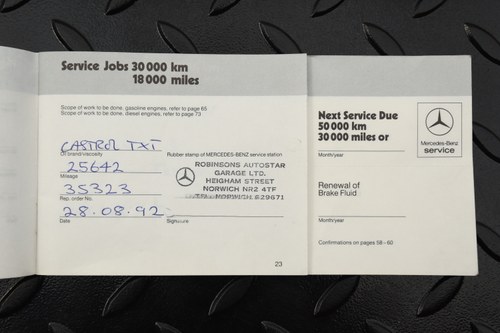 Service Jobs 30 000 km
18 000 miles
Scope of work to be done: gasoline engines, refer to page 65
Scope of work to be done: diesel engines, refer to page 73
CASTROL TXT
Oil brand/viscosity
25642
Mileage
35323
Rep. order No.
28.08.92
Date
Rubber stamp of MERCEDES-BENZ service station
ROBINSONS AUTOSTAR
GARAGE LTD.
HEIGHAM STREET
NORWICH NR2 4TF
NORWICH 629671
Signature
23
Next Service Due
50 000 km
30 000 miles or
Month/year
Renewal of
Brake Fluid
Month/year
Confirmations on pages 58 - 60
Mercedes-Benz
service